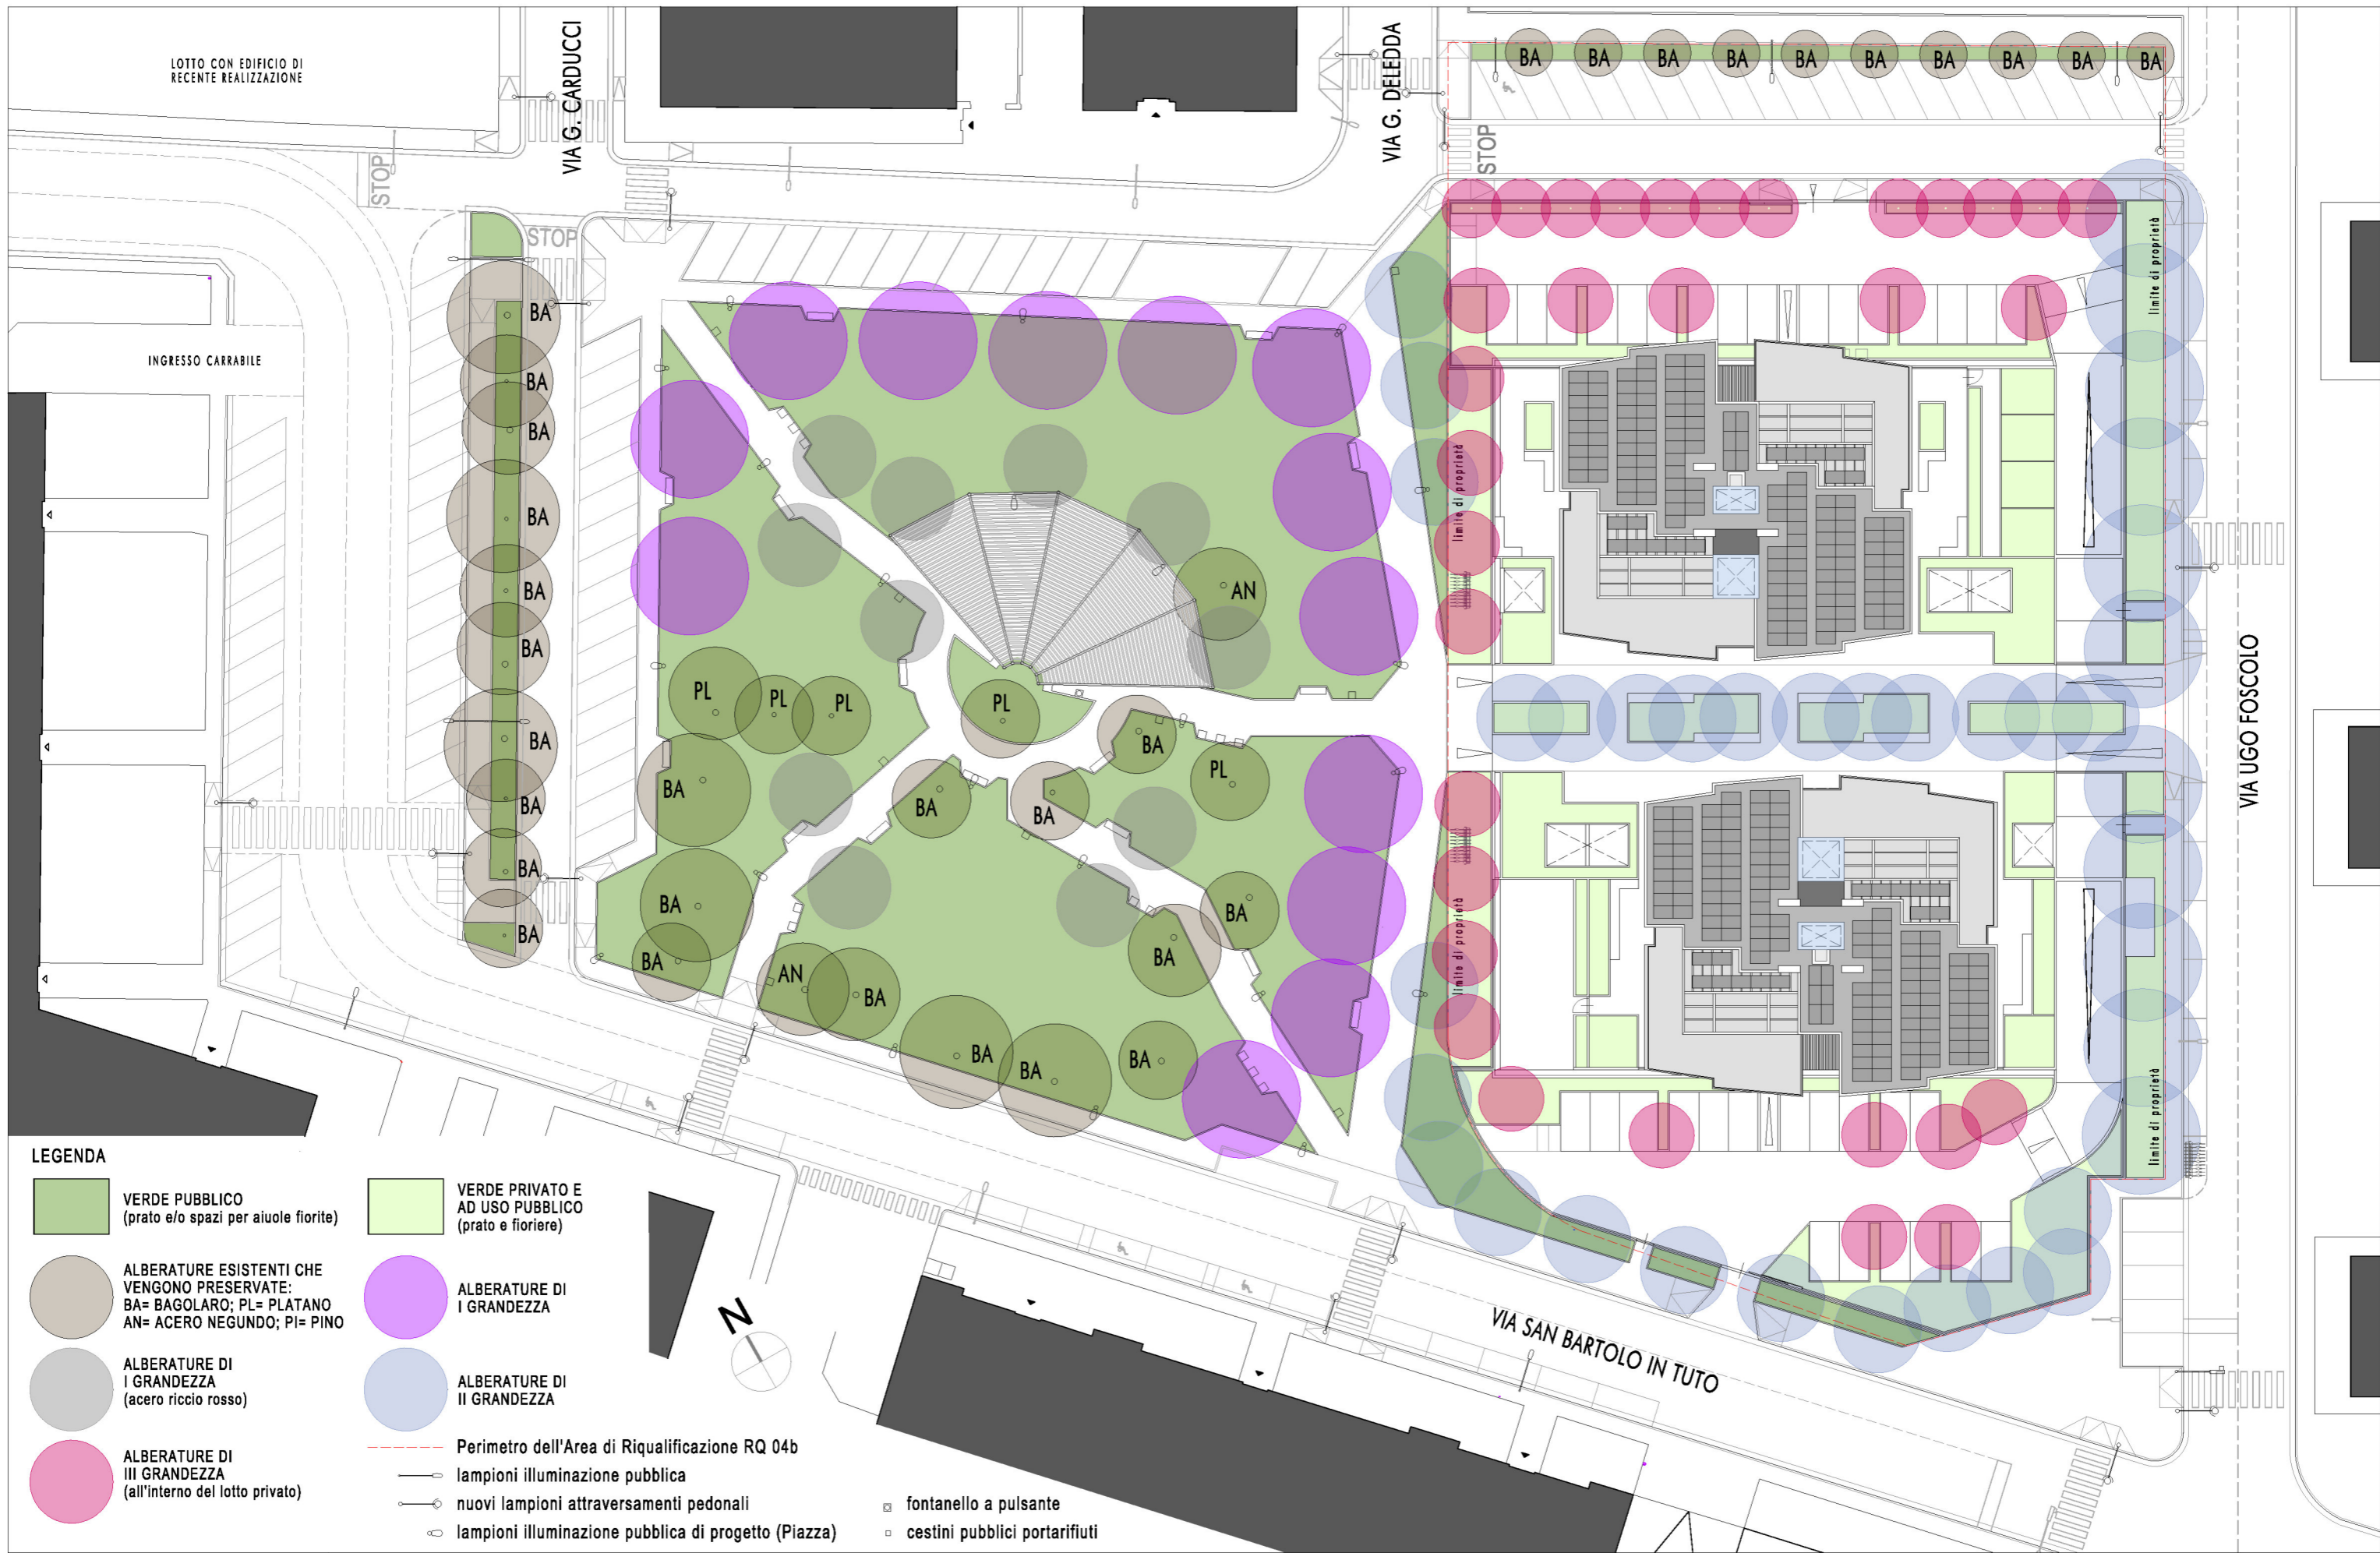 LOTTO CON EDIFICIO DI
RECENTE REALIZZAZIONE
VIA G. CARDUCCI
VIA G. DELEDDA
BA BA BA BA BA BA BA BA BA BA
STOP
STOP
STOP
INGRESSO CARRABILE
limite di proprietà
limite di proprietà
limite di proprietà
limite di proprietà
BA
BA
BA
BA
BA
BA
BA
BA
BA
BA
AN
PL
PL
PL
PL
BA
PL
BA
BA
BA
BA
BA
BA
BA
AN
BA
BA
BA
BA
VIA UGO FOSCOLO
VIA SAN BARTOLO IN TUTO
N
LEGENDA
VERDE PUBBLICO
(prato e/o spazi per aiuole fiorite)
VERDE PRIVATO E
AD USO PUBBLICO
(prato e fioriere)
ALBERATURE ESISTENTI CHE
VENGONO PRESERVATE:
BA= BAGOLARO; PL= PLATANO
AN= ACERO NEGUNDO; PI= PINO
ALBERATURE DI
I GRANDEZZA
ALBERATURE DI
I GRANDEZZA
(acero riccio rosso)
ALBERATURE DI
II GRANDEZZA
ALBERATURE DI
III GRANDEZZA
(all'interno del lotto privato)
Perimetro dell'Area di Riqualificazione RQ 04b
lampioni illuminazione pubblica
nuovi lampioni attraversamenti pedonali
lampioni illuminazione pubblica di progetto (Piazza)
fontanello a pulsante
cestini pubblici portarifiuti